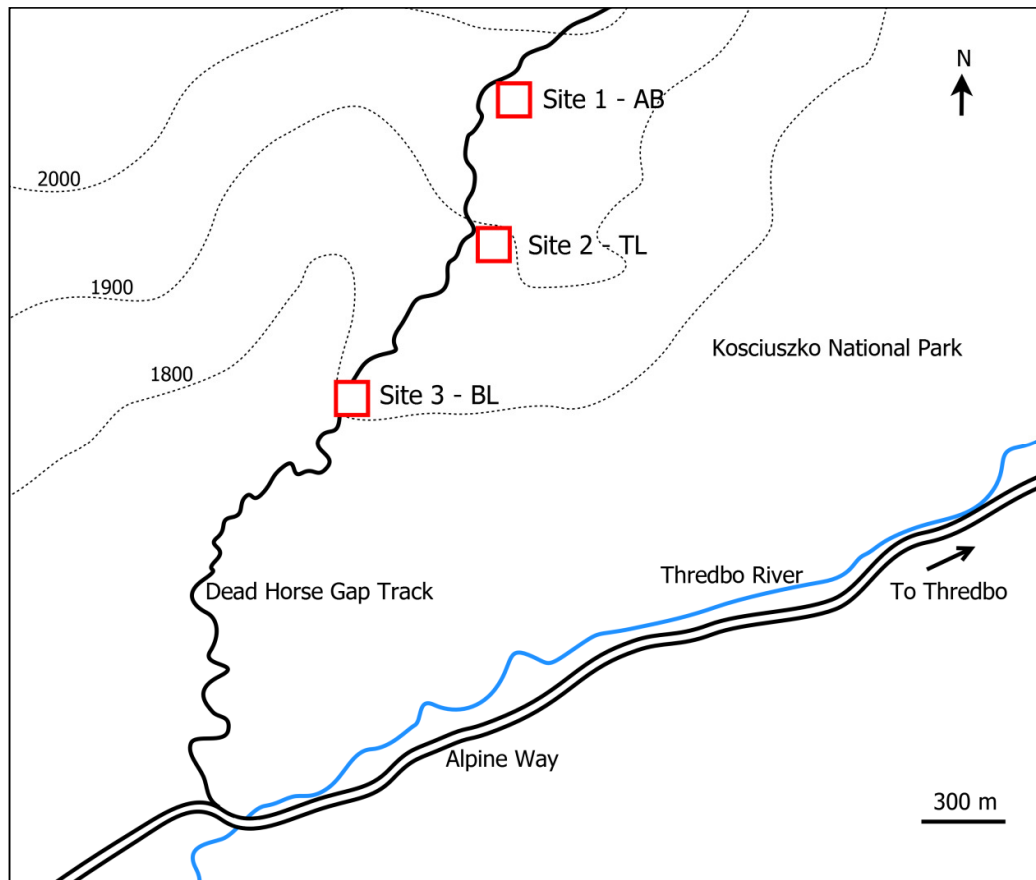 N
Site 1 - AB
2000
Site 2 - TL
1900
Kosciuszko National Park
1800
Site 3 - BL
Thredbo River
Dead Horse Gap Track
To Thredbo
Alpine Way
300 m